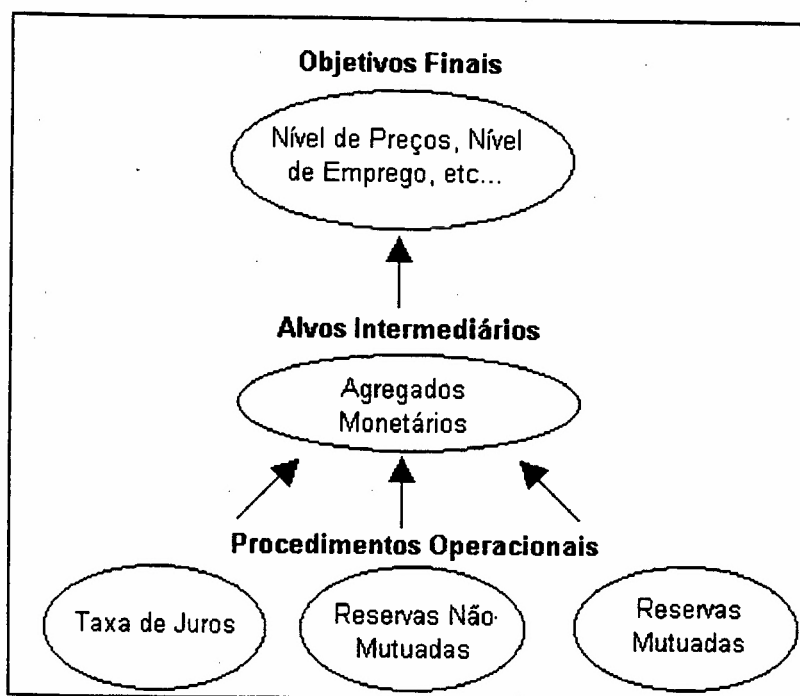 Objetivos Finais
Nível de Preços, Nível
de Emprego, etc...
Alvos Intermediários
Agregados
Monetários
Procedimentos Operacionais
Taxa de Juros
Reservas Não-
Mutuadas
Reservas
Mutuadas